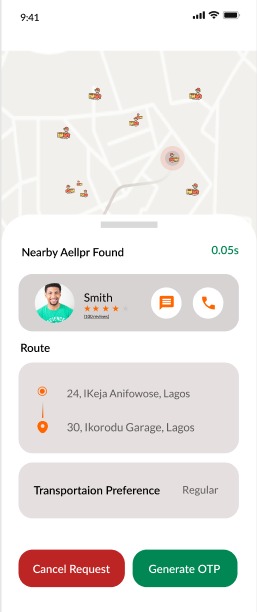 9:41
Nearby Aellpr Found
0.05s
Smith
Route
24, IKeja Anifowose, Lagos
30, Ikorodu Garage, Lagos
Transportaion Preference
Regular
Cancel Request
Generate OTP